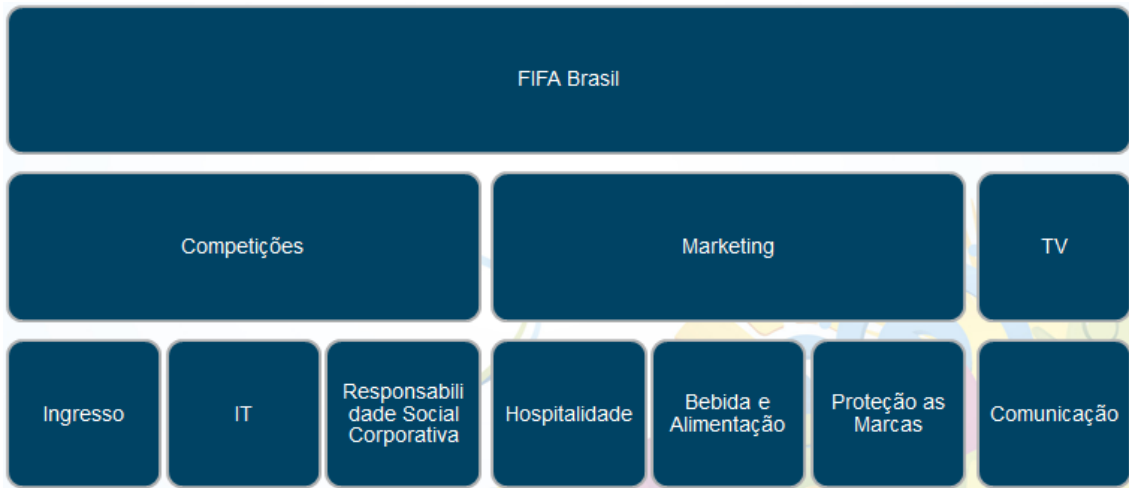 FIFA Brasil
Competições
Marketing
TV
Ingresso
IT
Responsabili
dade Social
Corporativa
Hospitalidade
Bebida e
Alimentação
Proteção as
Marcas
Comunicação